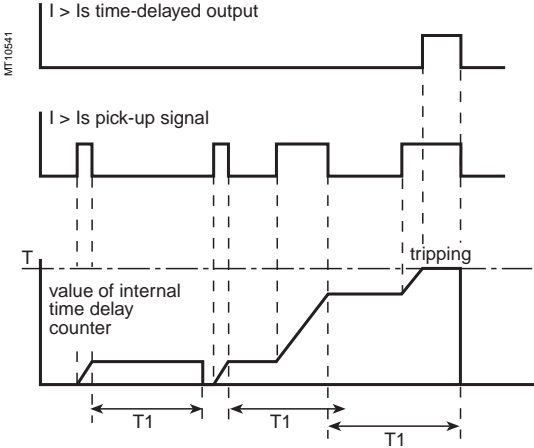 I > Is time-delayed output
MT10541
I > Is pick-up signal
T
tripping
value of internal
time delay
counter
T1
T1
T1